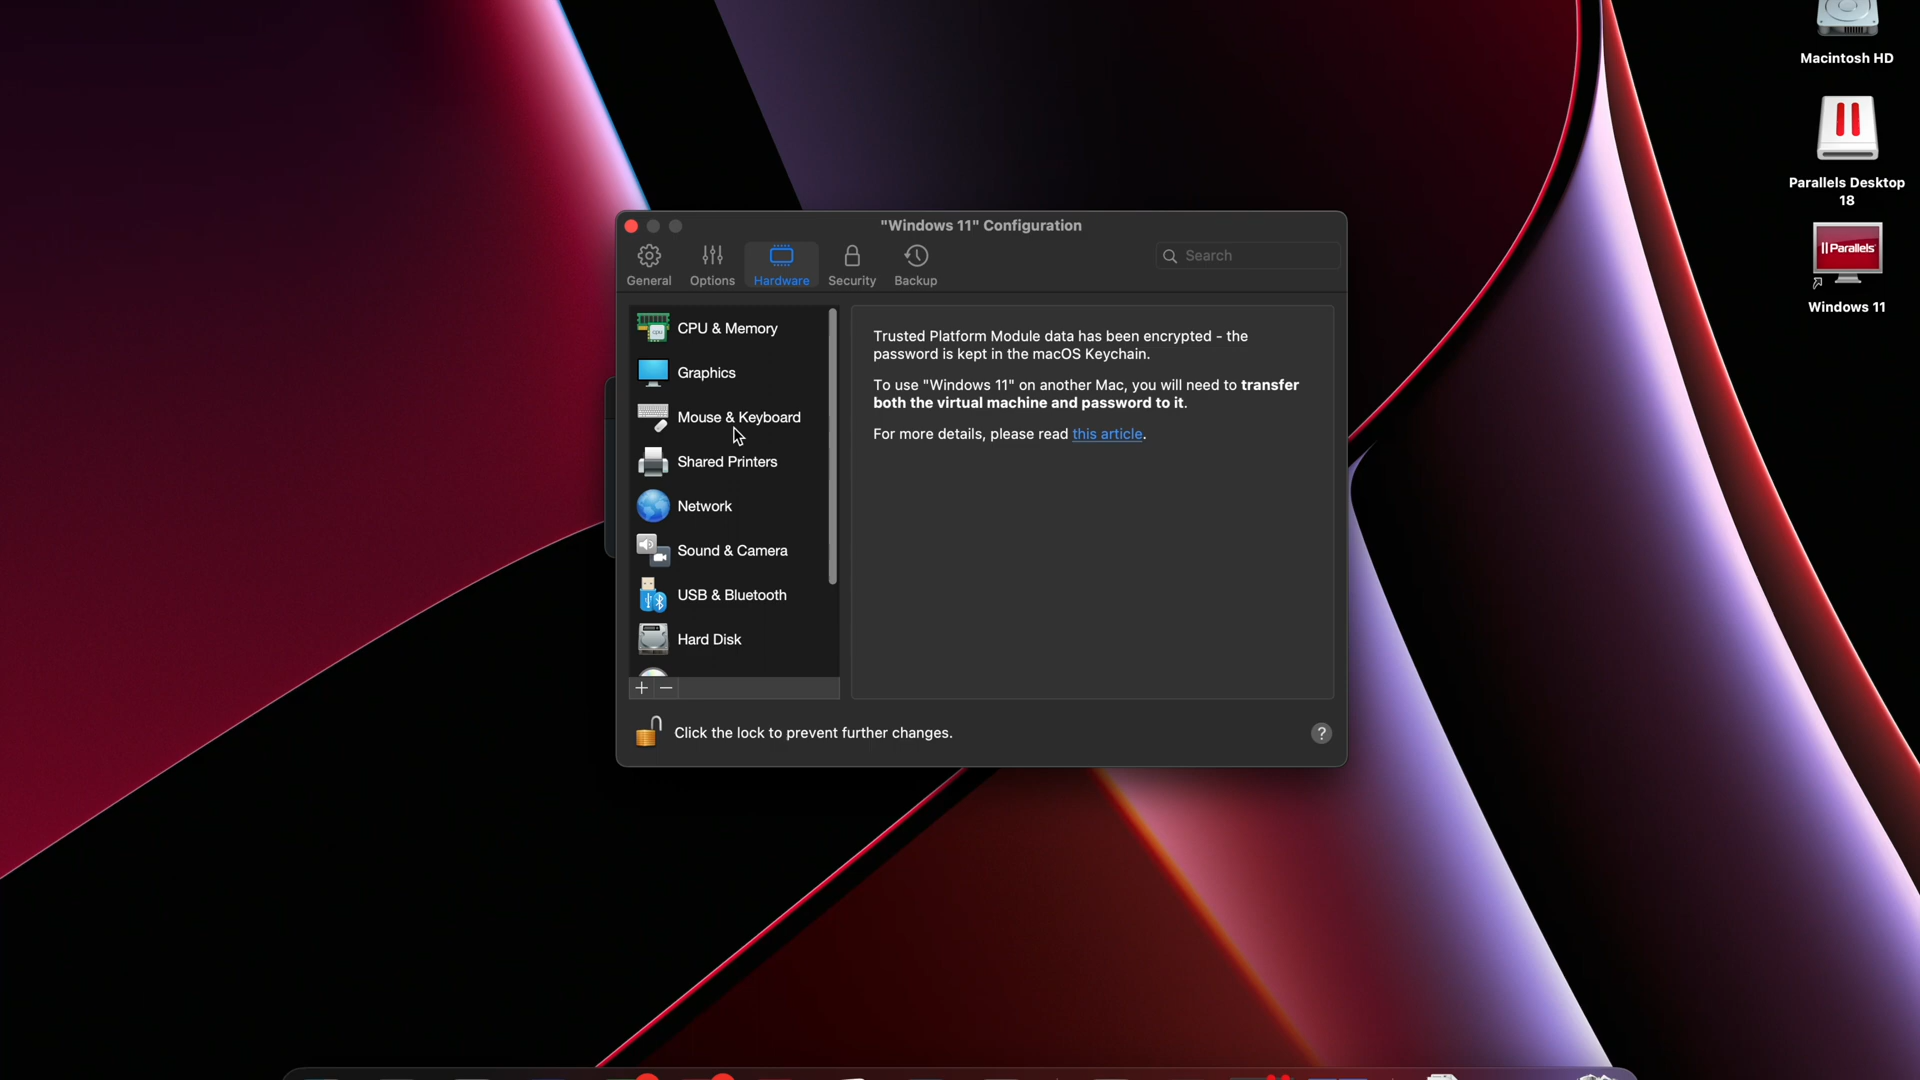 Macintosh HD
Parallels Desktop
18
Parallels
Windows 11
"Windows 11" Configuration
General
Options
Hardware
Security
Backup
Search
CPU & Memory
Graphics
Mouse & Keyboard
Shared Printers
Network
Sound & Camera
USB & Bluetooth
Hard Disk
Trusted Platform Module data has been encrypted - the
password is kept in the macOS Keychain.
To use "Windows 11" on another Mac, you will need to transfer
both the virtual machine and password to it.
For more details, please read this article.
+ −
Click the lock to prevent further changes.
?